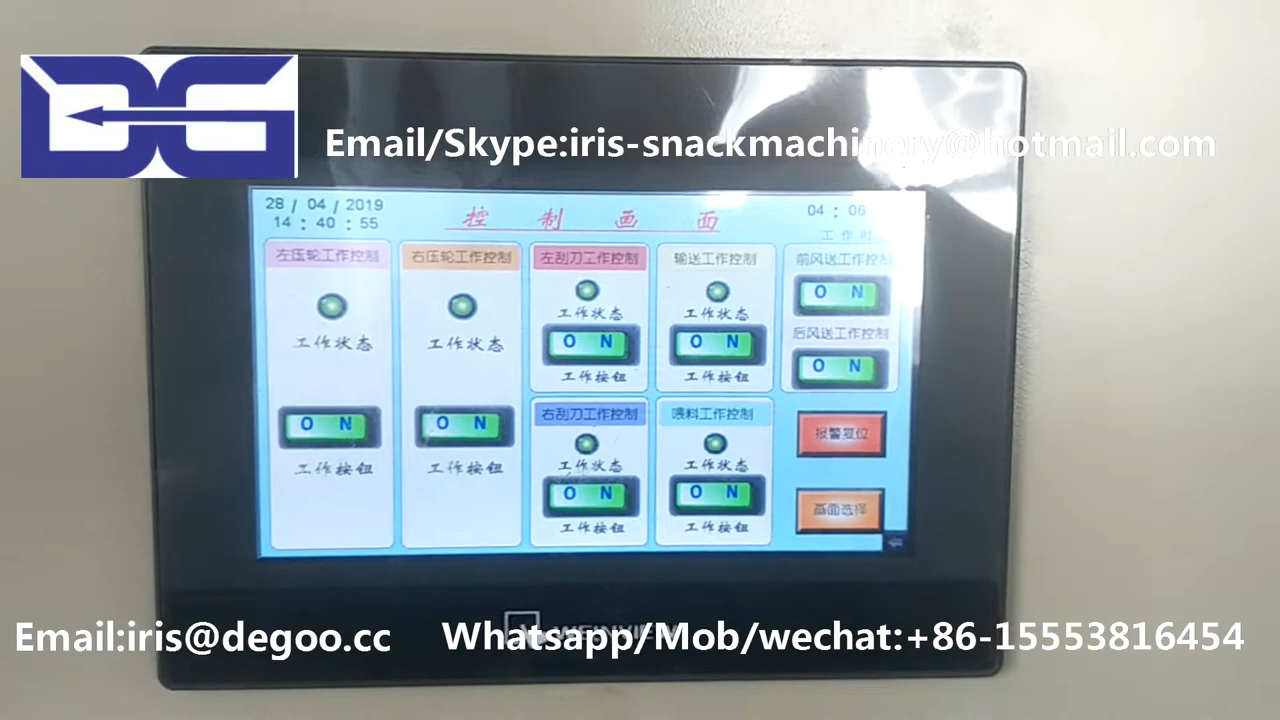 DG
Email/Skype:iris-snackmachinery@hotmail.com
28 / 04 / 2019
14 : 40 : 55
控 制 画 面
04 : 06
工 作 时
左压轮工作控制
工作状态
ON
工作按钮
右压轮工作控制
工作状态
ON
工作按钮
左刮刀工作控制
工作状态
ON
工作按钮
输送工作控制
工作状态
ON
工作按钮
前风送工作控制
ON
后风送工作控制
ON
右刮刀工作控制
工作状态
ON
工作按钮
喂料工作控制
工作状态
ON
工作按钮
报警复位
画面选择
WEINVIEW
Email:iris@degoo.cc
Whatsapp/Mob/wechat:+86-15553816454